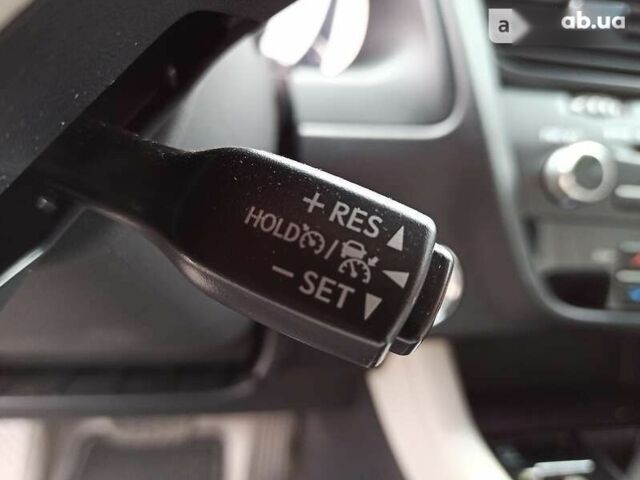 a ab.ua
+ RES
HOLD /
− SET